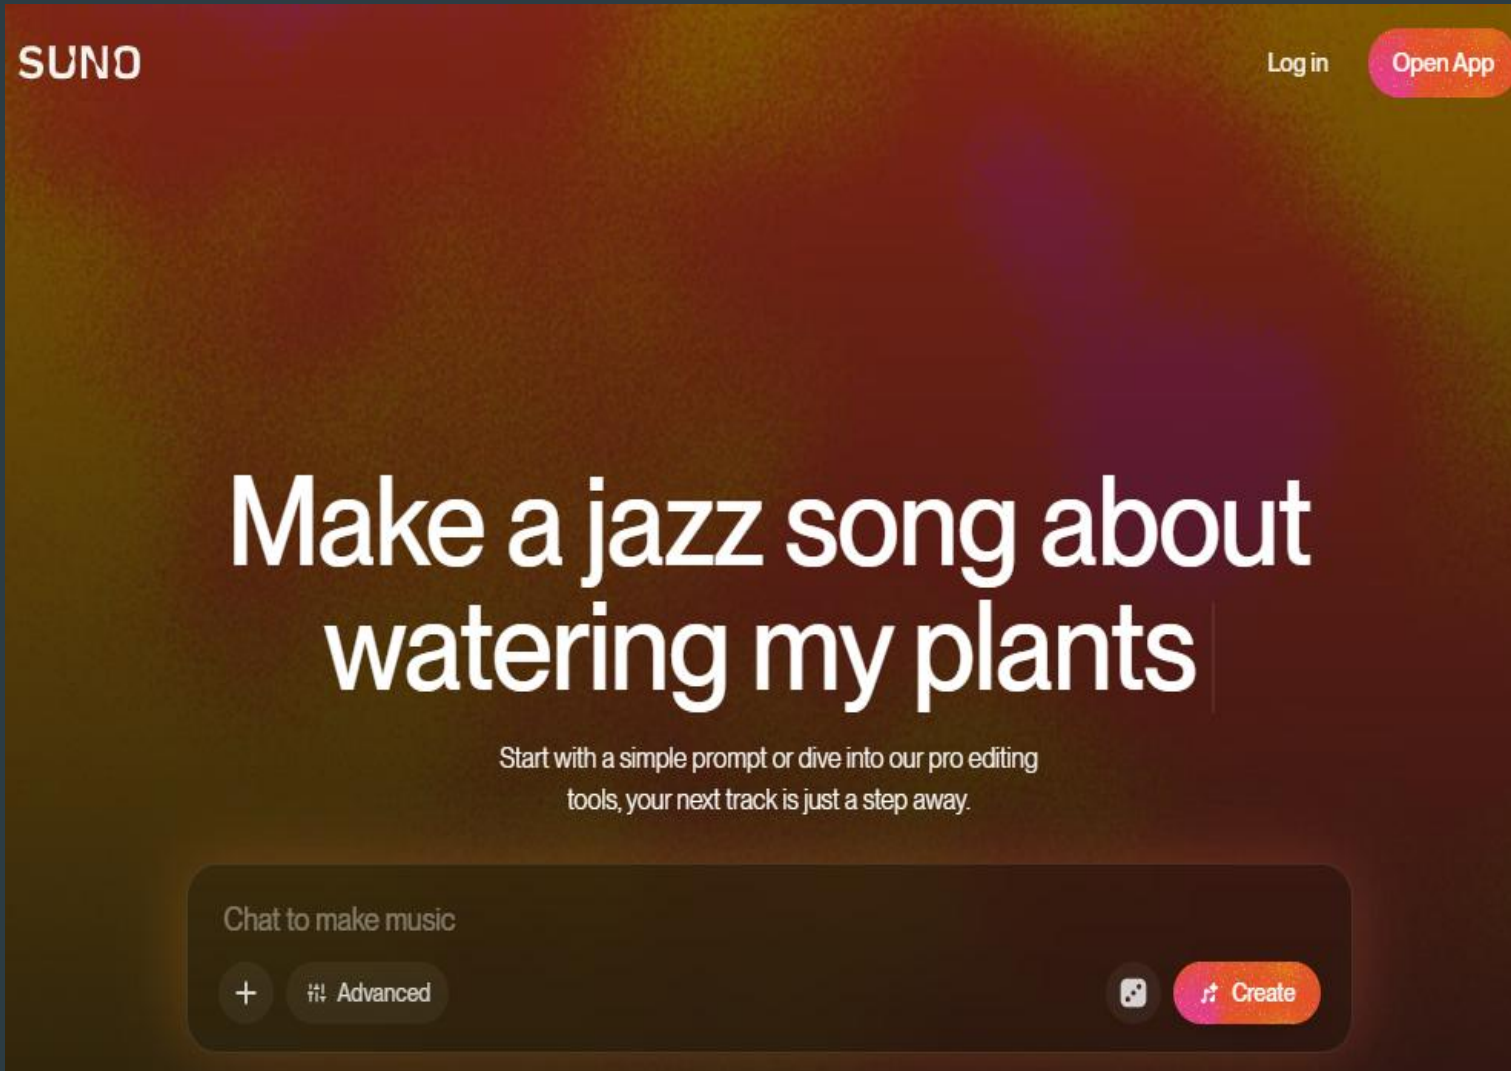 SUNO
Log in
Open App
Make a jazz song about
watering my plants
Start with a simple prompt or dive into our pro editing
tools, your next track is just a step away.
Chat to make music
Advanced
Create